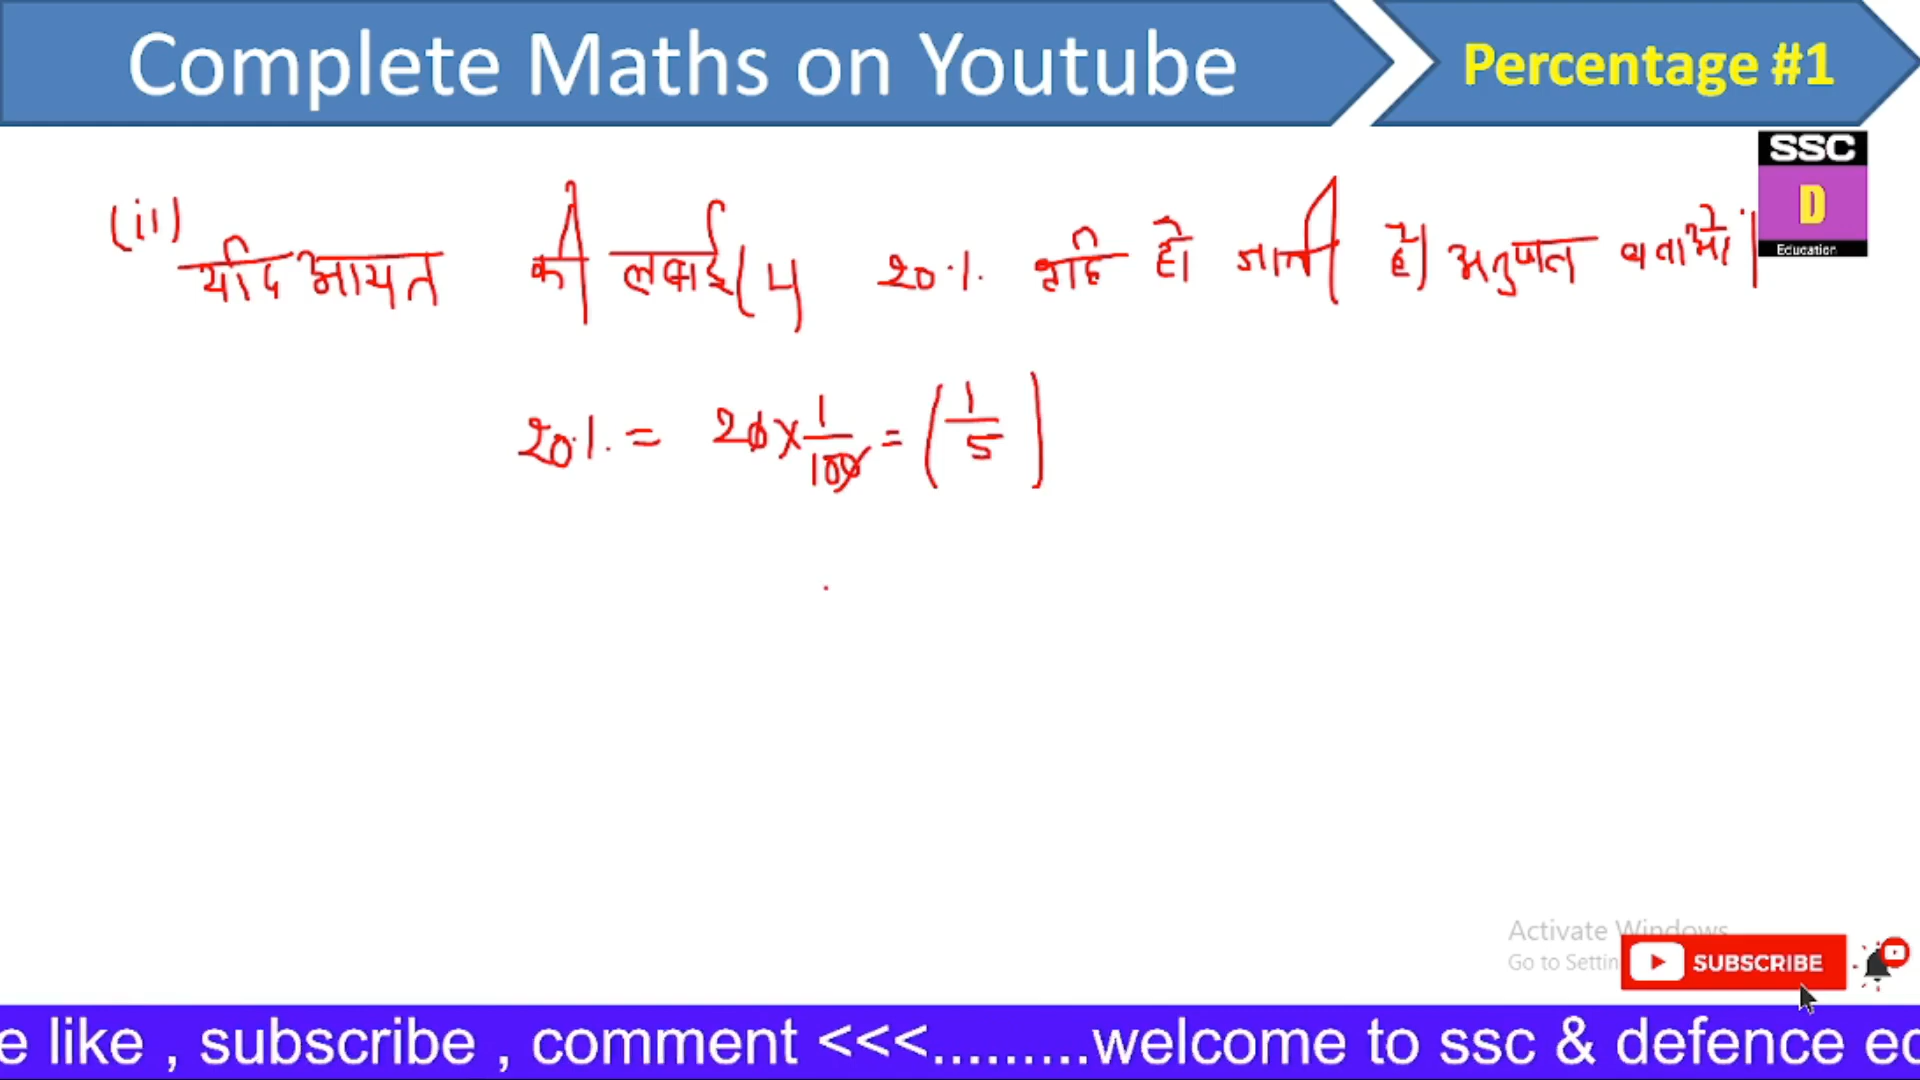 Complete Maths on Youtube
Percentage #1
SSC
D
Education
(ii) यदि आयत की लम्बाई में 20% वृद्धि हो जाती है। अनुपात बताओ।
20% = 20 × 1/100 = (1/5)
Activate Windows
Go to Settin
SUBSCRIBE
e like , subscribe , comment <<<.........welcome to ssc & defence ed